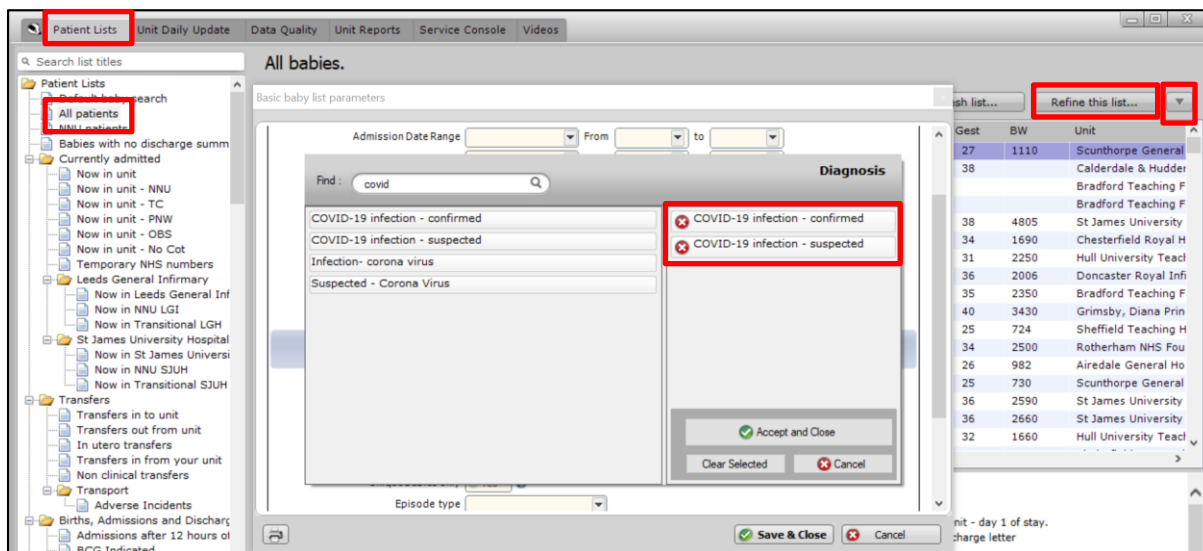 Patient Lists Unit Daily Update Data Quality Unit Reports Service Console Videos
Search list titles
All babies.
Patient Lists
Default baby search
All patients
NNU patients
Babies with no discharge summ
Currently admitted
Now in unit
Now in unit - NNU
Now in unit - TC
Now in unit - PNW
Now in unit - OBS
Now in unit - No Cot
Temporary NHS numbers
Leeds General Infirmary
Now in Leeds General Inf
Now in NNU LGI
Now in Transitional LGH
St James University Hospital
Now in St James Universi
Now in NNU SJUH
Now in Transitional SJUH
Transfers
Transfers in to unit
Transfers out from unit
In utero transfers
Transfers in from your unit
Non clinical transfers
Transport
Adverse Incidents
Births, Admissions and Discharg
Admissions after 12 hours of
BCG Indicated
Basic baby list parameters
Admission Date Range From to
Find : covid
Diagnosis
COVID-19 infection - confirmed
COVID-19 infection - suspected
Infection- corona virus
Suspected - Corona Virus
COVID-19 infection - confirmed
COVID-19 infection - suspected
Accept and Close
Clear Selected Cancel
Episode type
Save & Close Cancel
sh list... Refine this list...
Gest BW Unit
27 1110 Scunthorpe General
38 Calderdale & Hudder
Bradford Teaching F
Bradford Teaching F
38 4805 St James University
34 1690 Chesterfield Royal H
31 2250 Hull University Teach
36 2006 Doncaster Royal Infi
35 2350 Bradford Teaching F
40 3430 Grimsby, Diana Prin
25 724 Sheffield Teaching H
34 2500 Rotherham NHS Fou
26 982 Airedale General Ho
25 730 Scunthorpe General
36 2590 St James University
36 2660 St James University
32 1660 Hull University Teach
nit - day 1 of stay.
charge letter